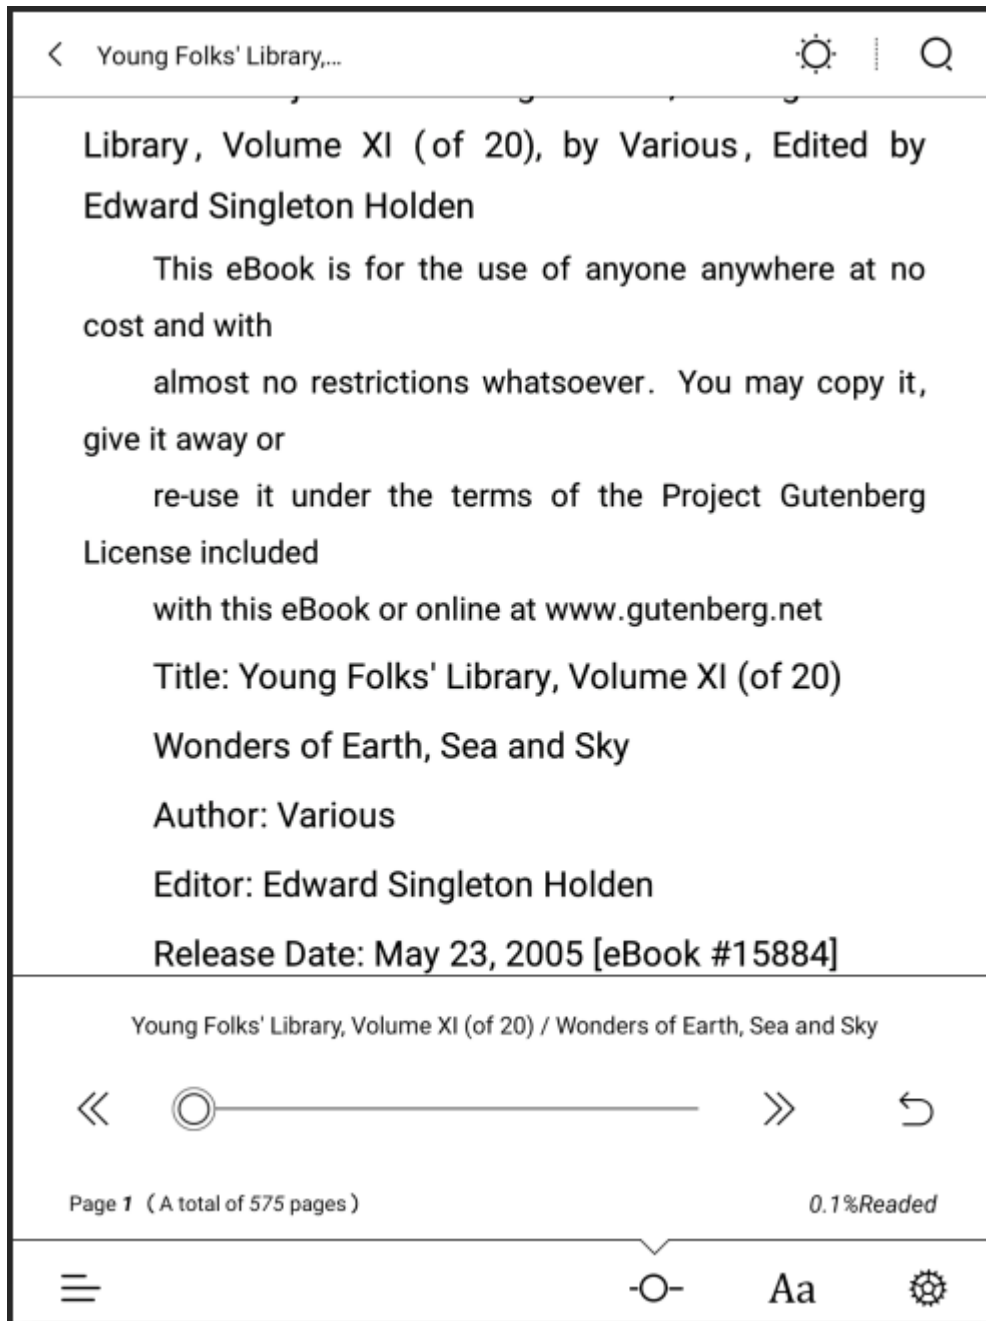 Young Folks' Library,...
Library, Volume XI (of 20), by Various, Edited by
Edward Singleton Holden
This eBook is for the use of anyone anywhere at no
cost and with
almost no restrictions whatsoever. You may copy it,
give it away or
re-use it under the terms of the Project Gutenberg
License included
with this eBook or online at www.gutenberg.net
Title: Young Folks' Library, Volume XI (of 20)
Wonders of Earth, Sea and Sky
Author: Various
Editor: Edward Singleton Holden
Release Date: May 23, 2005 [eBook #15884]
Young Folks' Library, Volume XI (of 20) / Wonders of Earth, Sea and Sky
Page 1 (A total of 575 pages) 0.1%Readed
Aa